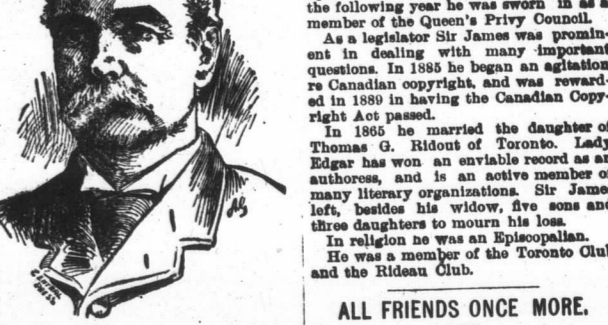 the following year he was sworn in as a
member of the Queen's Privy Council.
As a legislator Sir James was promin-
ent in dealing with many important
questions. In 1885 he began an agitation
re Canadian copyright, and was reward-
ed in 1889 in having the Canadian Copy-
right Act passed.
In 1865 he married the daughter of
Thomas G. Ridout of Toronto. Lady
Edgar has won an enviable record as an
authoress, and is an active member of
many literary organizations. Sir James
left, besides his widow, five sons and
three daughters to mourn his loss.
In religion he was an Episcopalian.
He was a member of the Toronto Club
and the Rideau Club.
ALL FRIENDS ONCE MORE.